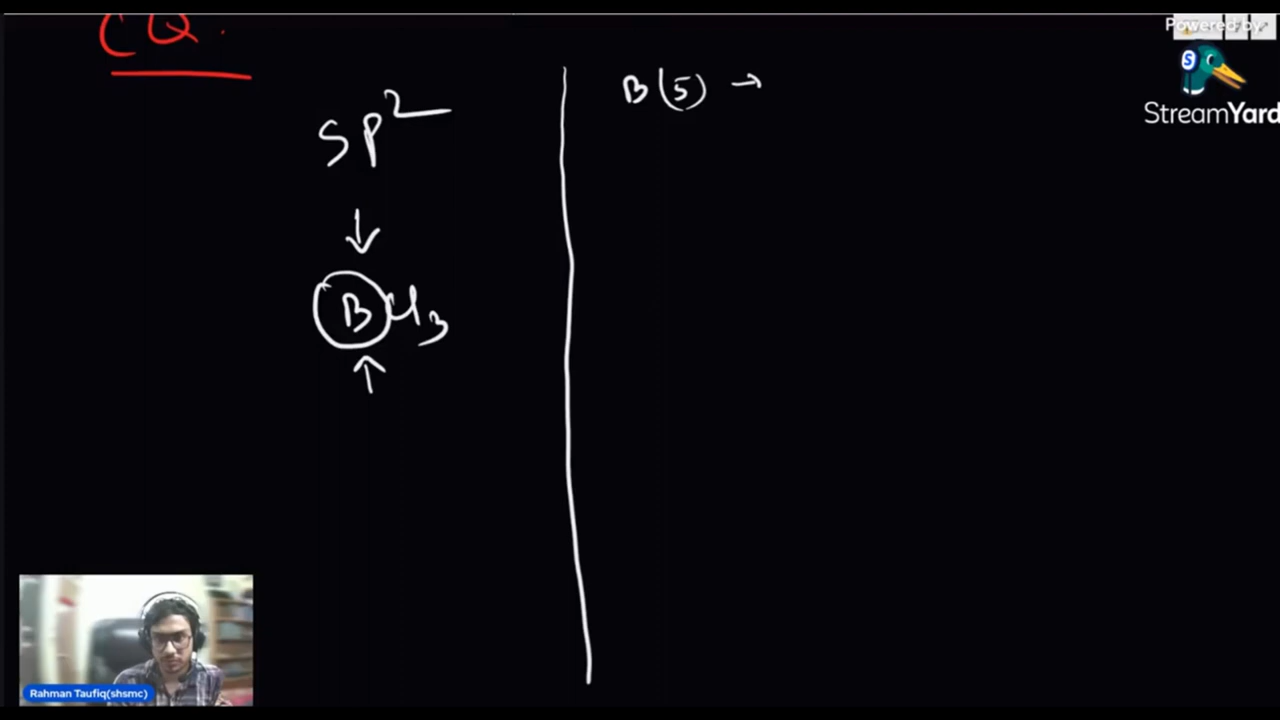 CQ.
Powered by
StreamYard
SP²
B(5) →
BCl₃
Rahman Taufiq(shsmc)